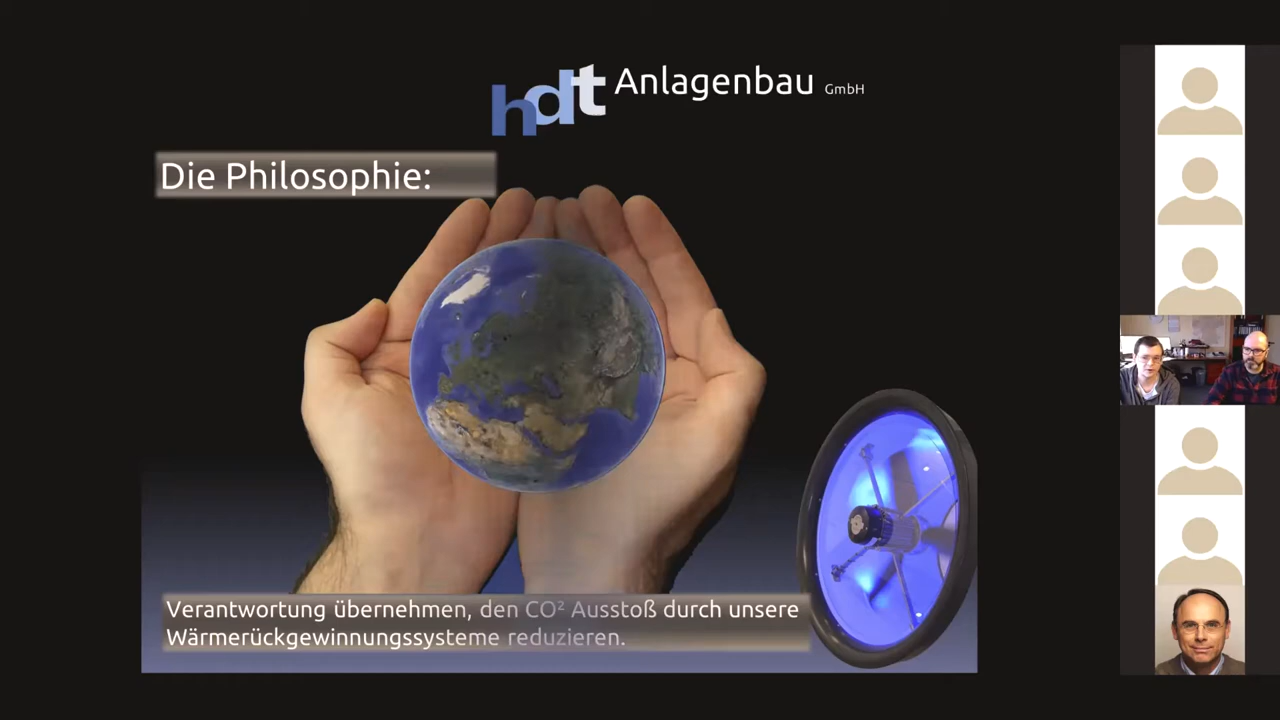 hdt Anlagenbau GmbH
Die Philosophie:
Verantwortung übernehmen, den CO² Ausstoß durch unsere
Wärmerückgewinnungssysteme reduzieren.